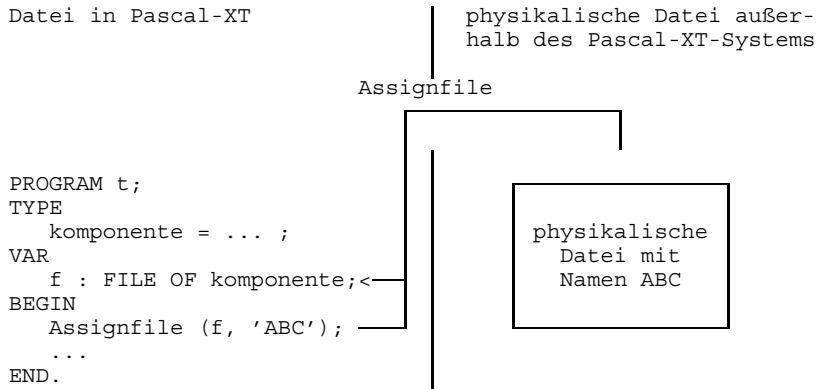 Datei in Pascal-XT
physikalische Datei außer-
halb des Pascal-XT-Systems
Assignfile
PROGRAM t;
TYPE
komponente = ... ;
VAR
f : FILE OF komponente;<
BEGIN
Assignfile (f, 'ABC');
...
END.
physikalische
Datei mit
Namen ABC